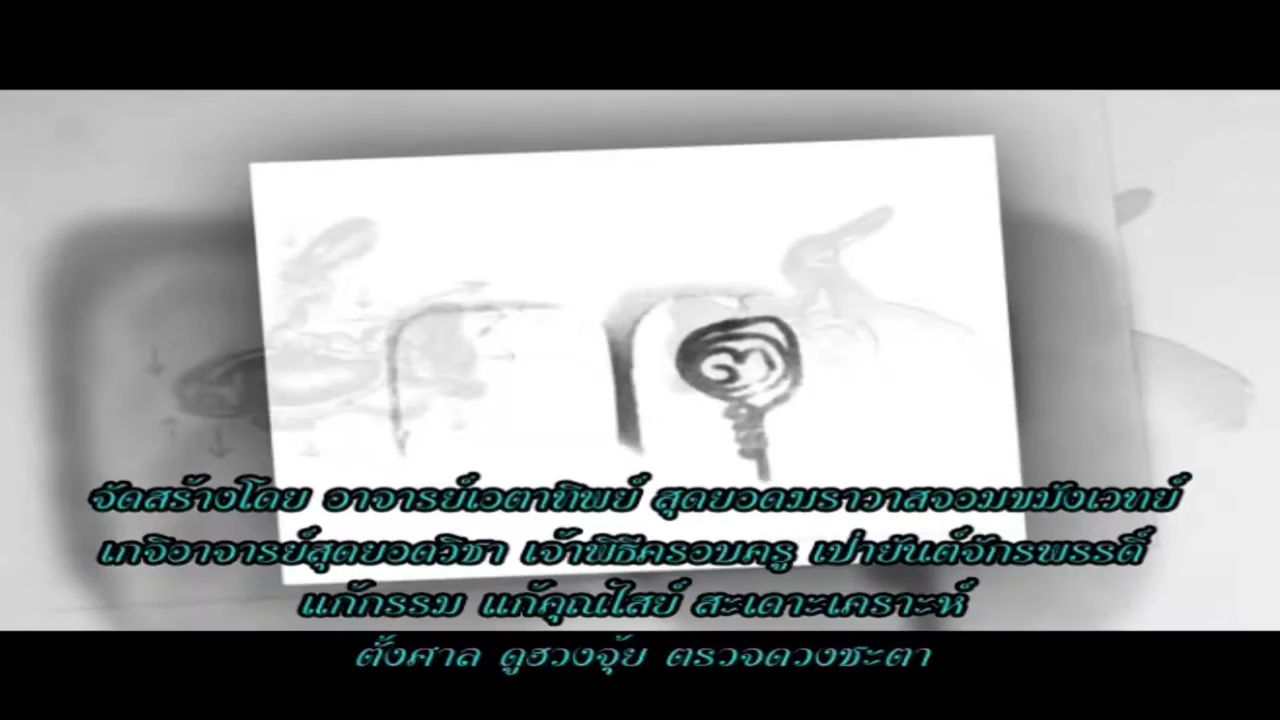 จัดสร้างโดย อาจารย์เอตาทิพย์ สุดยอดฆราวาสจอมขมังเวทย์
เกจิอาจารย์สุดยอดวิชา เจ้าพิธีครอบครู เป่ายันต์จักรพรรดิ์
แก้กรรม แก้คุณไสย์ สะเดาะเคราะห์
ตั้งศาล ดูฮวงจุ้ย ตรวจดวงชะตา